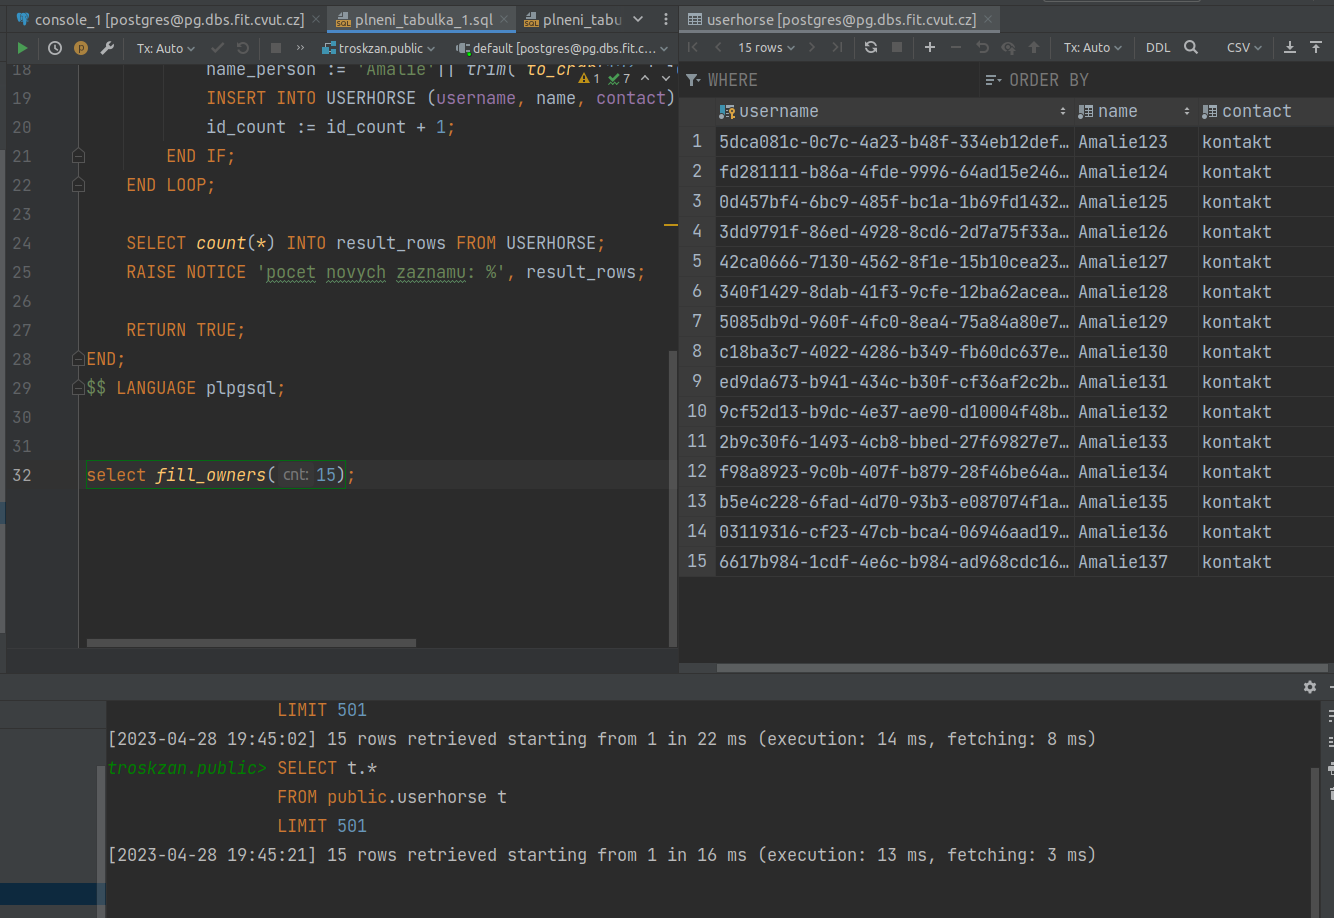 console_1 [postgres@pg.dbs.fit.cvut.cz]
plneni_tabulka_1.sql
plneni_tabu
userhorse [postgres@pg.dbs.fit.cvut.cz]
Tx: Auto
troskzan.public
default [postgres@pg.dbs.fit.c...
15 rows
Tx: Auto
DDL
CSV
18 name_person := 'Amalie'|| trim(
1 7
19 INSERT INTO USERHORSE (username, name, contact)
20 id_count := id_count + 1;
21 END IF;
22 END LOOP;
23
24 SELECT count(*) INTO result_rows FROM USERHORSE;
25 RAISE NOTICE 'pocet novych zaznamu: %', result_rows;
26
27 RETURN TRUE;
28 END;
29 $$ LANGUAGE plpgsql;
30
31
32 select fill_owners( cnt: 15);
WHERE
ORDER BY
username name contact
1 5dca081c-0c7c-4a23-b48f-334eb12def… Amalie123 kontakt
2 fd281111-b86a-4fde-9996-64ad15e246… Amalie124 kontakt
3 0d457bf4-6bc9-485f-bc1a-1b69fd1432… Amalie125 kontakt
4 3dd9791f-86ed-4928-8cd6-2d7a75f33a… Amalie126 kontakt
5 42ca0666-7130-4562-8f1e-15b10cea23… Amalie127 kontakt
6 340f1429-8dab-41f3-9cfe-12ba62acea… Amalie128 kontakt
7 5085db9d-960f-4fc0-8ea4-75a84a80e7… Amalie129 kontakt
8 c18ba3c7-4022-4286-b349-fb60dc637e… Amalie130 kontakt
9 ed9da673-b941-434c-b30f-cf36af2c2b… Amalie131 kontakt
10 9cf52d13-b9dc-4e37-ae90-d10004f48b… Amalie132 kontakt
11 2b9c30f6-1493-4cb8-bbed-27f69827e7… Amalie133 kontakt
12 f98a8923-9c0b-407f-b879-28f46be64a… Amalie134 kontakt
13 b5e4c228-6fad-4d70-93b3-e087074f1a… Amalie135 kontakt
14 03119316-cf23-47cb-bca4-06946aad19… Amalie136 kontakt
15 6617b984-1cdf-4e6c-b984-ad968cdc16… Amalie137 kontakt
LIMIT 501
[2023-04-28 19:45:02] 15 rows retrieved starting from 1 in 22 ms (execution: 14 ms, fetching: 8 ms)
troskzan.public> SELECT t.*
FROM public.userhorse t
LIMIT 501
[2023-04-28 19:45:21] 15 rows retrieved starting from 1 in 16 ms (execution: 13 ms, fetching: 3 ms)